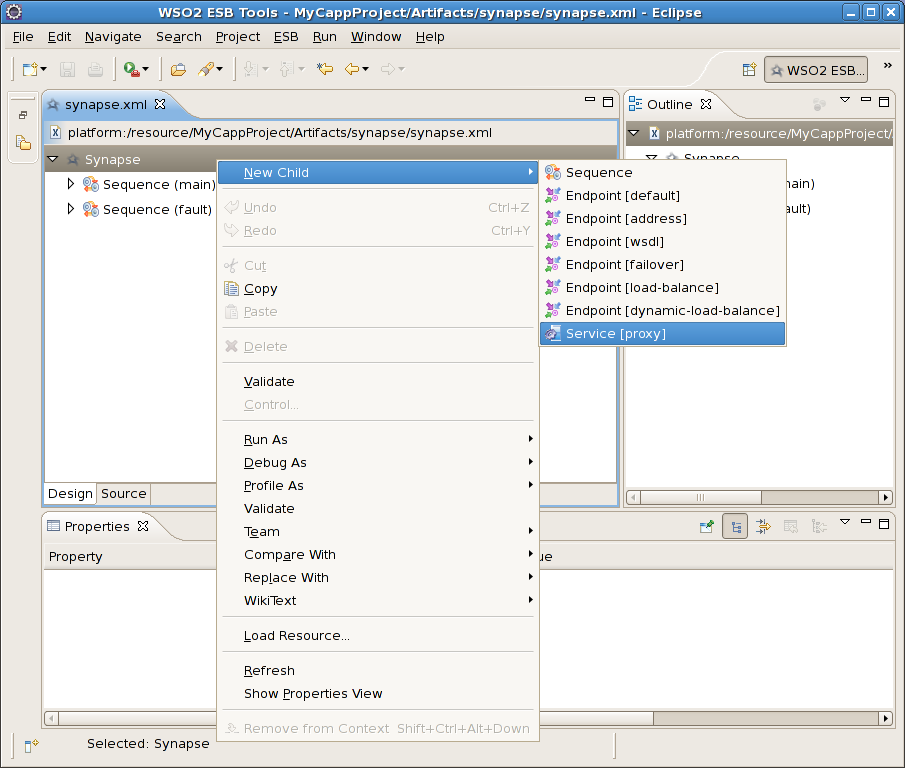 WSO2 ESB Tools - MyCappProject/Artifacts/synapse/synapse.xml - Eclipse
File Edit Navigate Search Project ESB Run Window Help
WSO2 ESB...
synapse.xml
Outline
platform:/resource/MyCappProject/Artifacts/synapse/synapse.xml
platform:/resource/MyCappProject/
Synapse
Synapse
Sequence (main)
Sequence (fault)
New Child
Undo Ctrl+Z
Redo Ctrl+Y
Cut
Copy
Paste
Delete
Validate
Control...
Run As
Debug As
Profile As
Validate
Team
Compare With
Replace With
WikiText
Load Resource...
Refresh
Show Properties View
Remove from Context Shift+Ctrl+Alt+Down
Sequence
Endpoint [default]
Endpoint [address]
Endpoint [wsdl]
Endpoint [failover]
Endpoint [load-balance]
Endpoint [dynamic-load-balance]
Service [proxy]
Design Source
Properties
Property
Selected: Synapse